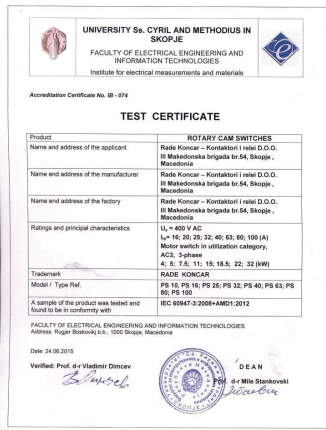 UNIVERSITY Ss. CYRIL AND METHODIUS IN
SKOPJE
FACULTY OF ELECTRICAL ENGINEERING AND
INFORMATION TECHNOLOGIES
Institute for electrical measurements and materials
Accreditation Certificate No. IB - 074
TEST CERTIFICATE
Product ROTARY CAM SWITCHES
Name and address of the applicant Rade Koncar – Kontaktori i relei D.O.O.
III Makedonska brigada br.54, Skopje ,
Macedonia
Name end address of the manufacturer Rade Koncar – Kontaktori i relei D.O.O.
III Makedonska brigada br.54, Skopje ,
Macedonia
Name end address of the factory Rade Koncar – Kontaktori i relei D.O.O.
III Makedonska brigada br.54, Skopje ,
Macedonia
Ratings and principal characteristics
= 400 V AC
= 16; 20; 25; 32; 40; 63; 80; 100 (A)
Motor switch in utilization category,
AC3, 3-phase
4; 5; 7.5; 11; 15; 18.5; 22; 32 (kW)
Trademark RADE KONCAR
Model / Type Ref. PS 10, PS 16; PS 25; PS 32; PS 40; PS 63; PS
80; PS 100
A sample of the product was tested and IEC 60947-3:2008+AMD1:2012
found to be in conformity with
FACULTY OF ELECTRICAL ENGINEERING AND INFORMATION TECHNOLOGIES
Address: Rugjer Boskovikj b.b., 1000 Skopje, Macedonia
Date: 24.06.2015
Verified: Prof. d-r Vladimir Dimcev
DEAN
Prof. d-r Mile Stankovski